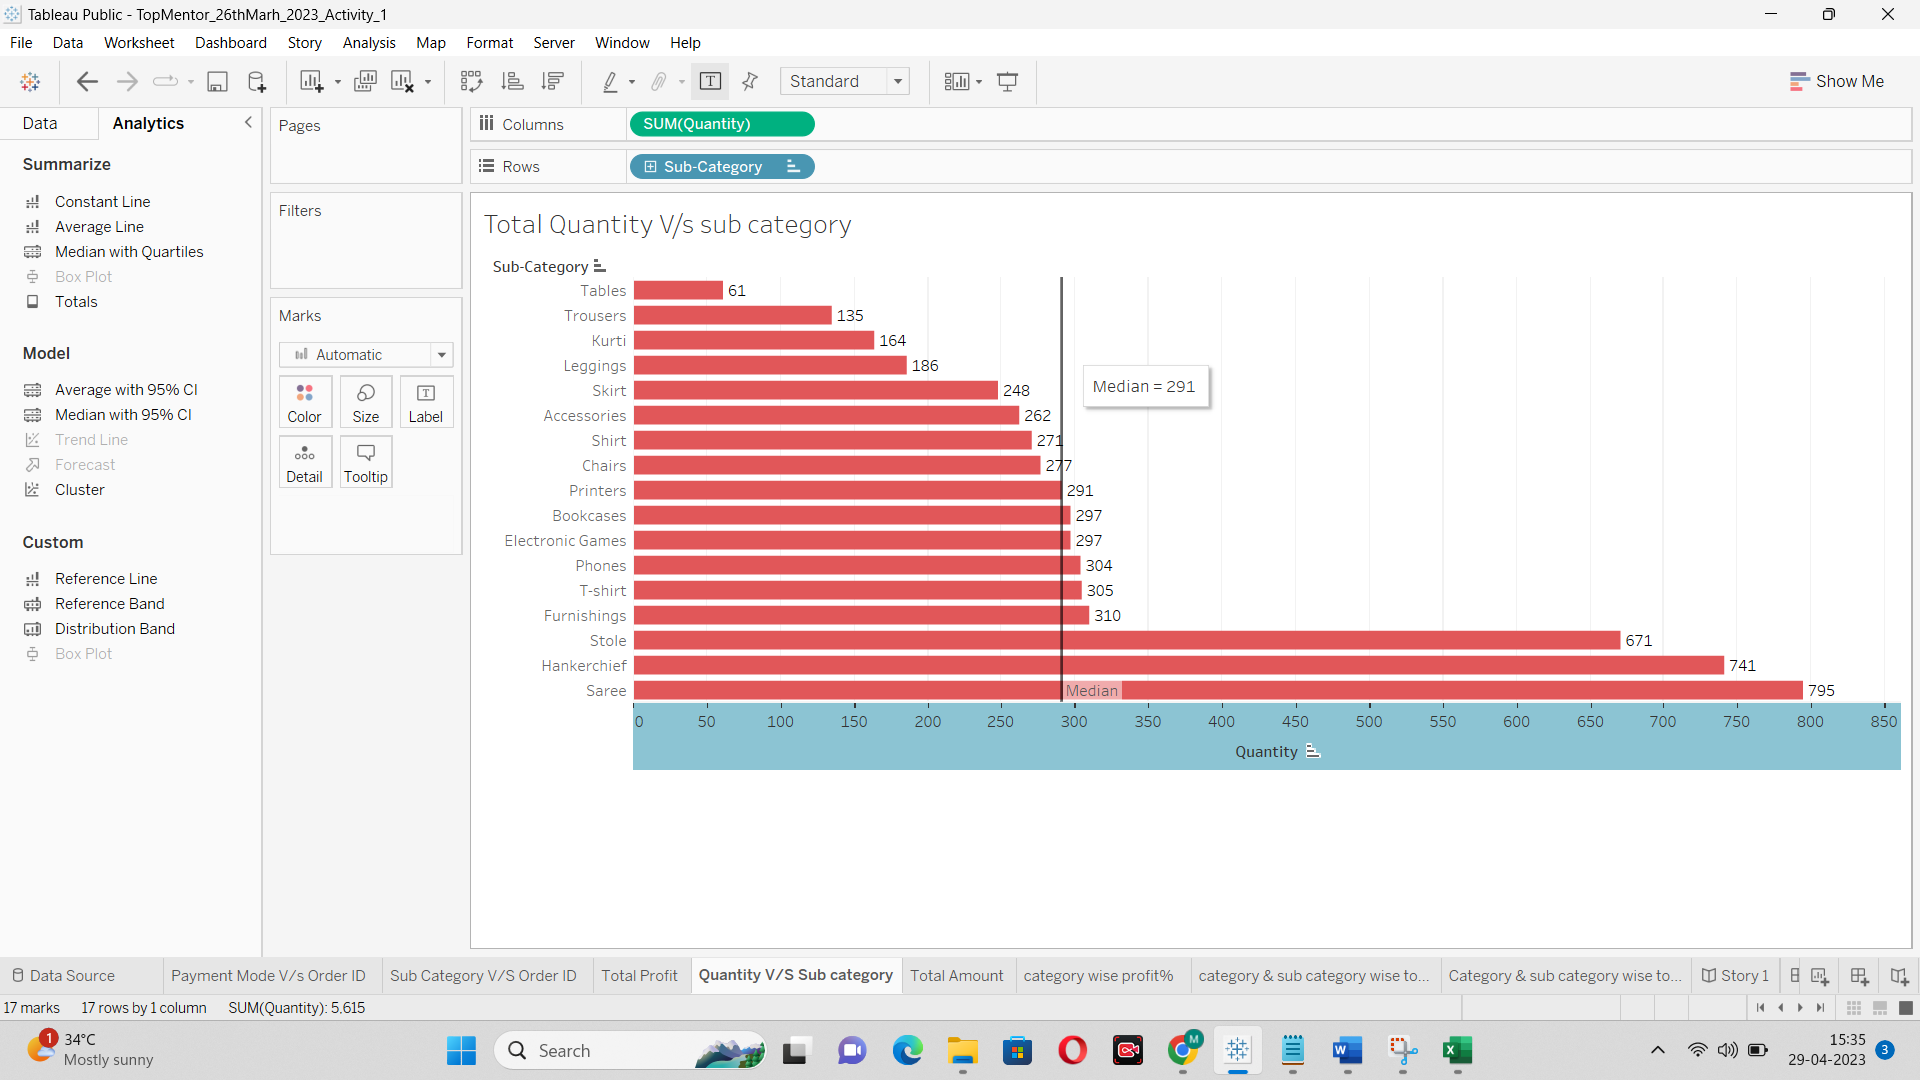 Tableau Public - TopMentor_26thMarh_2023_Activity_1
File Data Worksheet Dashboard Story Analysis Map Format Server Window Help
Standard
Show Me
Data Analytics
Summarize
Constant Line
Average Line
Median with Quartiles
Box Plot
Totals
Model
Average with 95% CI
Median with 95% CI
Trend Line
Forecast
Cluster
Custom
Reference Line
Reference Band
Distribution Band
Box Plot
Pages
Filters
Marks
Automatic
Color Size Label
Detail Tooltip
Columns SUM(Quantity)
Rows Sub-Category
Total Quantity V/s sub category
Sub-Category
Tables 61
Trousers 135
Kurti 164
Leggings 186
Median = 291
Skirt 248
Accessories 262
Shirt 271
Chairs 277
Printers 291
Bookcases 297
Electronic Games 297
Phones 304
T-shirt 305
Furnishings 310
Stole 671
Hankerchief 741
Saree Median 795
0 50 100 150 200 250 300 350 400 450 500 550 600 650 700 750 800 850
Quantity
Data Source Payment Mode V/s Order ID Sub Category V/S Order ID Total Profit Quantity V/S Sub category Total Amount category wise profit% category & sub category wise to... Category & sub category wise to... Story 1
17 marks 17 rows by 1 column SUM(Quantity): 5.615
1
34°C
Mostly sunny
Search
M
15:35
29-04-2023
3